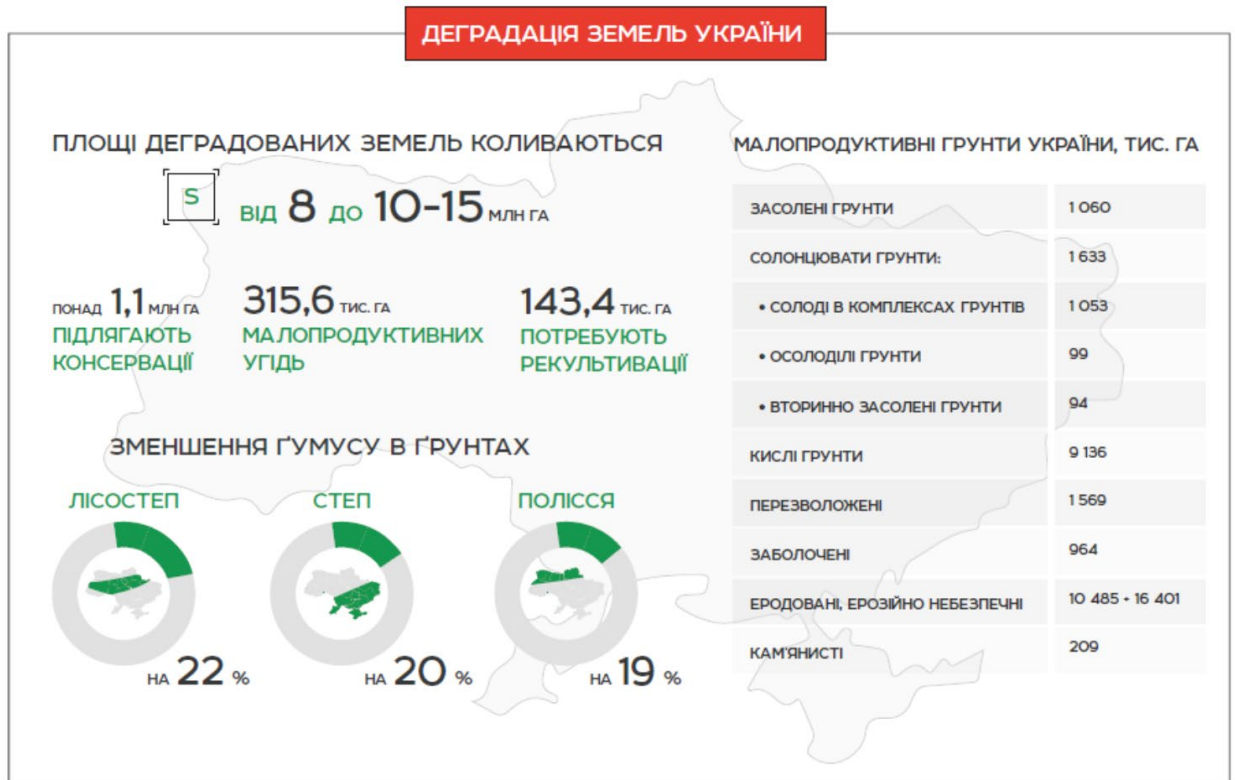 ДЕГРАДАЦІЯ ЗЕМЕЛЬ УКРАЇНИ
ПЛОЩІ ДЕГРАДОВАНИХ ЗЕМЕЛЬ КОЛИВАЮТЬСЯ
S
ВІД 8 ДО 10-15 МЛН ГА
ПОНАД 1,1 МЛН ГА
ПІДЛЯГАЮТЬ
КОНСЕРВАЦІЇ
315,6 ТИС. ГА
МАЛОПРОДУКТИВНИХ
УГІДЬ
143,4 ТИС. ГА
ПОТРЕБУЮТЬ
РЕКУЛЬТИВАЦІЇ
ЗМЕНШЕННЯ ҐУМУСУ В ҐРУНТАХ
ЛІСОСТЕП
НА 22 %
СТЕП
НА 20 %
ПОЛІССЯ
НА 19 %
МАЛОПРОДУКТИВНІ ГРУНТИ УКРАЇНИ, ТИС. ГА
ЗАСОЛЕНІ ГРУНТИ 1 060
СОЛОНЦЮВАТИ ГРУНТИ: 1 633
• СОЛОДІ В КОМПЛЕКСАХ ГРУНТІВ 1 053
• ОСОЛОДІЛІ ГРУНТИ 99
• ВТОРИННО ЗАСОЛЕНІ ГРУНТИ 94
КИСЛІ ГРУНТИ 9 136
ПЕРЕЗВОЛОЖЕНІ 1 569
ЗАБОЛОЧЕНІ 964
ЕРОДОВАНІ, ЕРОЗІЙНО НЕБЕЗПЕЧНІ 10 485 + 16 401
КАМ'ЯНИСТІ 209